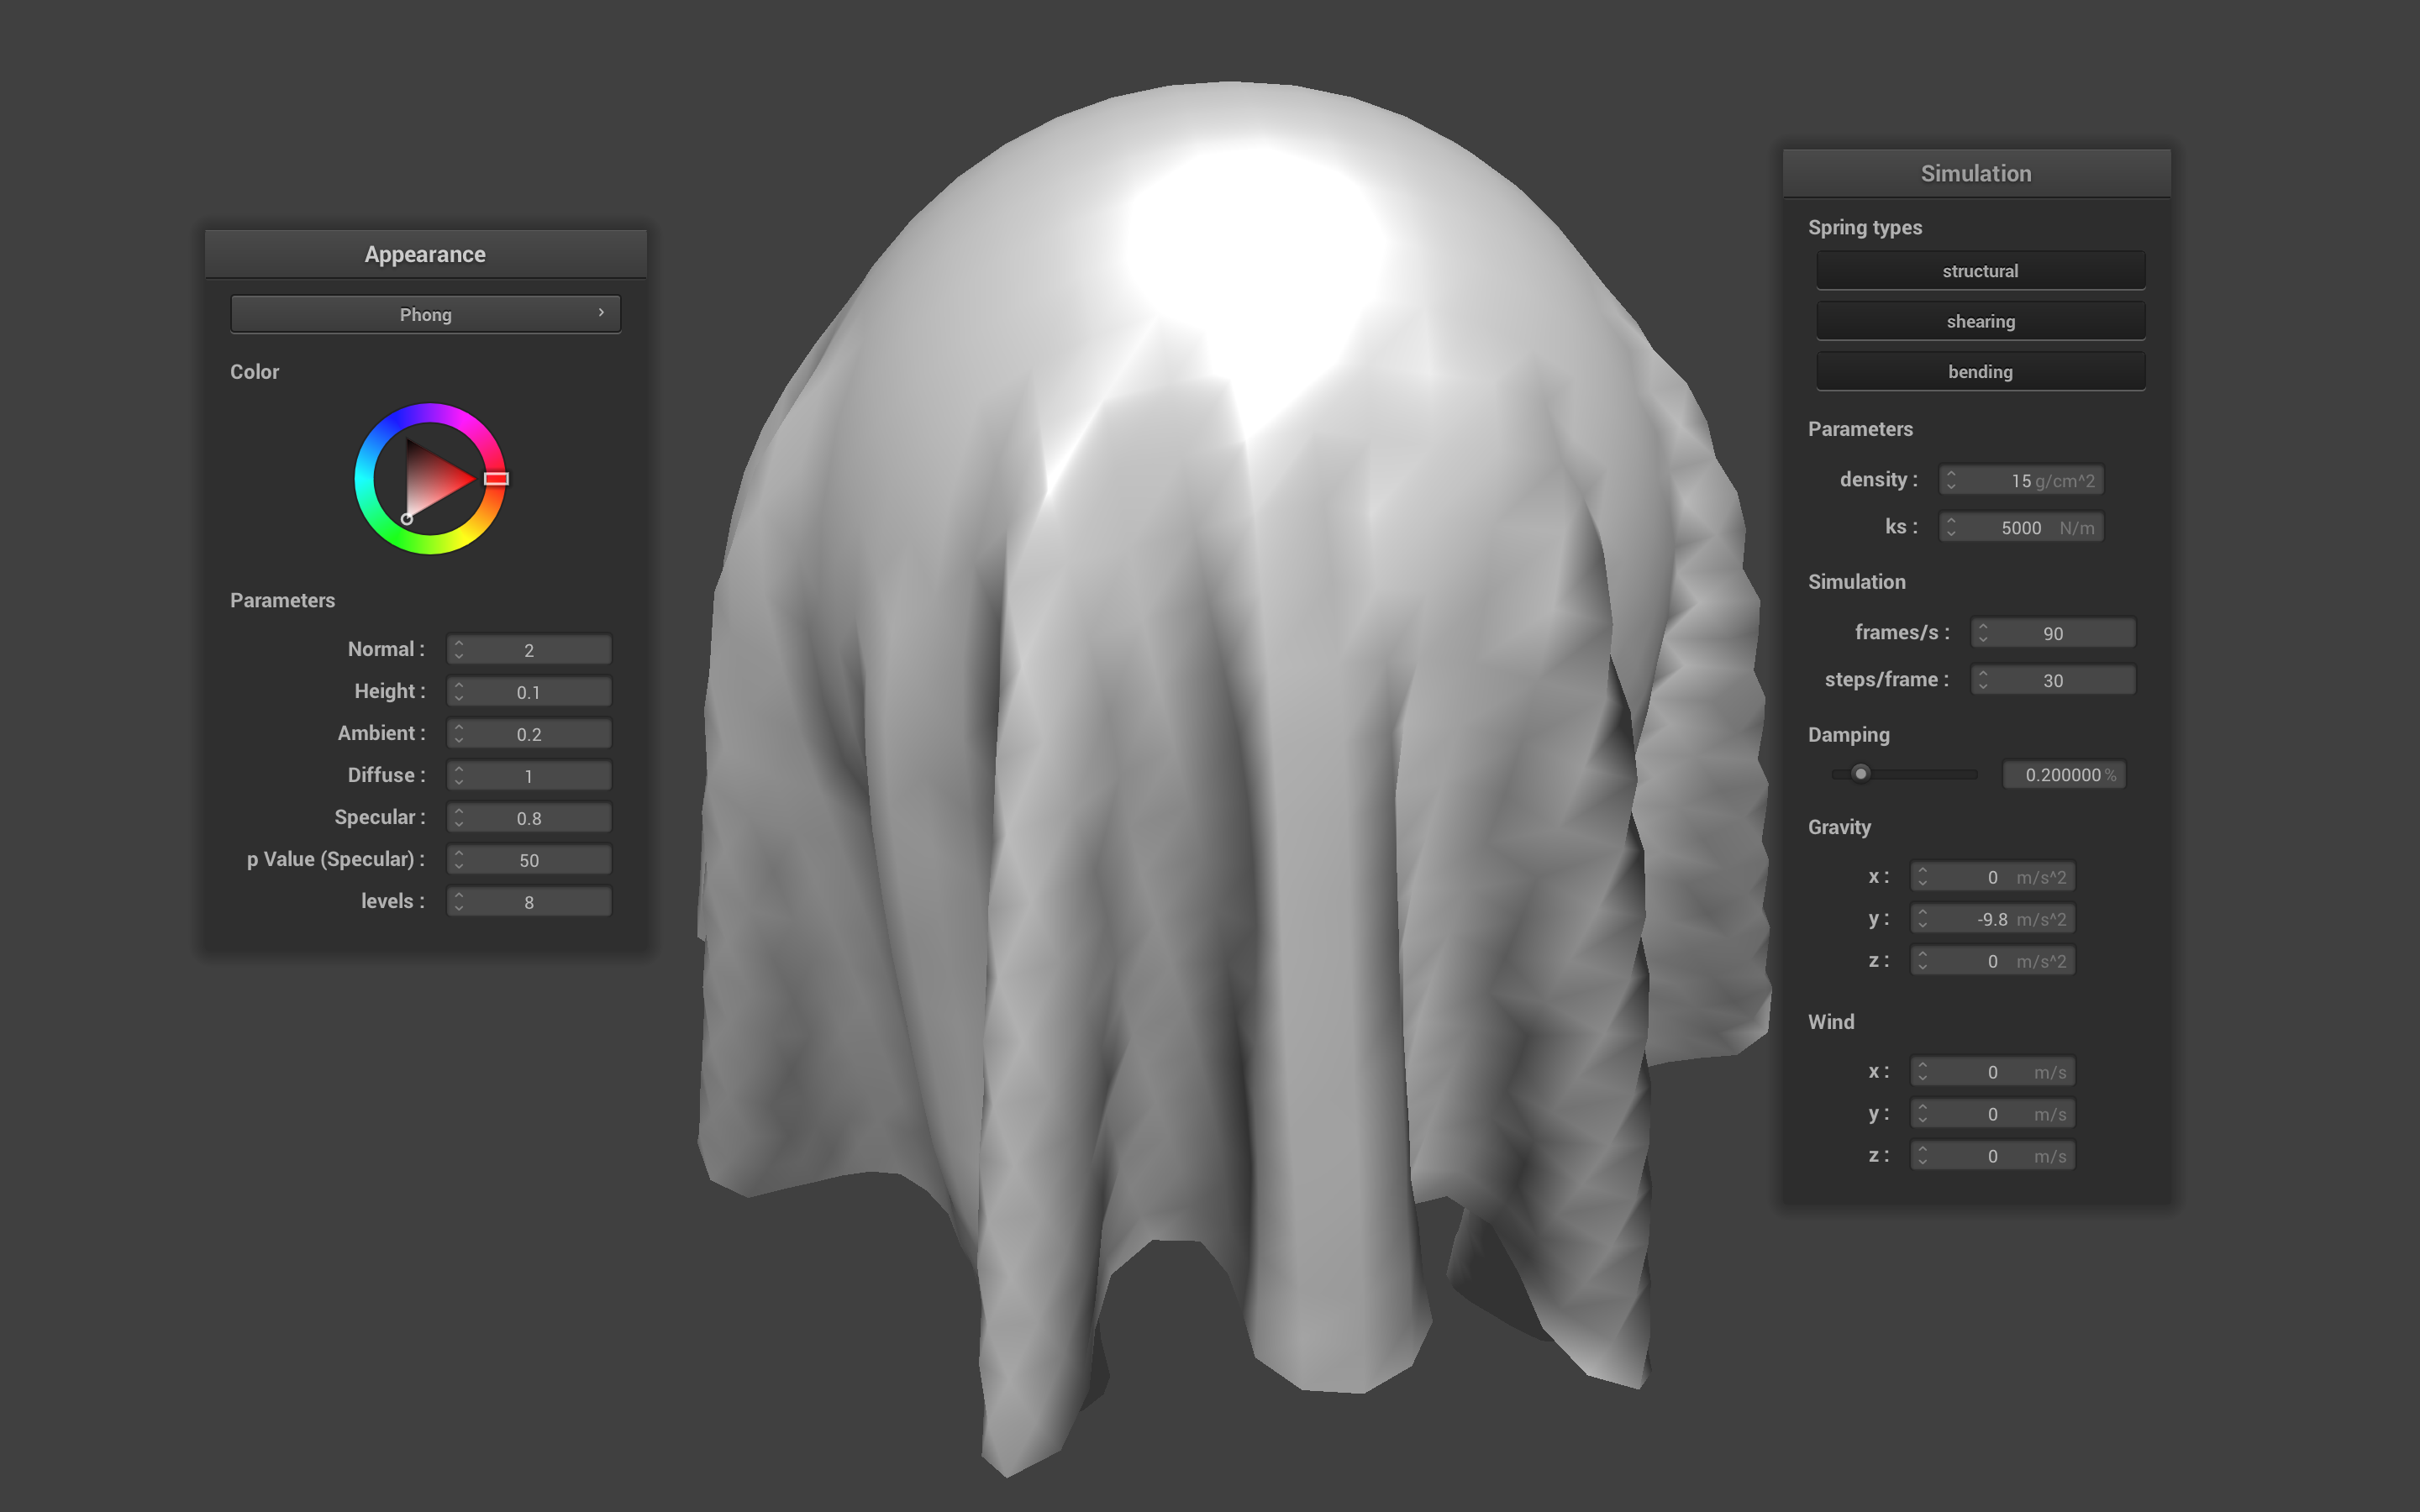 Appearance
Phong
Color
Parameters
Normal : 2
Height : 0.1
Ambient : 0.2
Diffuse : 1
Specular : 0.8
p Value (Specular) : 50
levels : 8
Simulation
Spring types
structural
shearing
bending
Parameters
density : 15 g/cm^2
ks : 5000 N/m
Simulation
frames/s : 90
steps/frame : 30
Damping
0.200000 %
Gravity
x : 0 m/s^2
y : -9.8 m/s^2
z : 0 m/s^2
Wind
x : 0 m/s
y : 0 m/s
z : 0 m/s